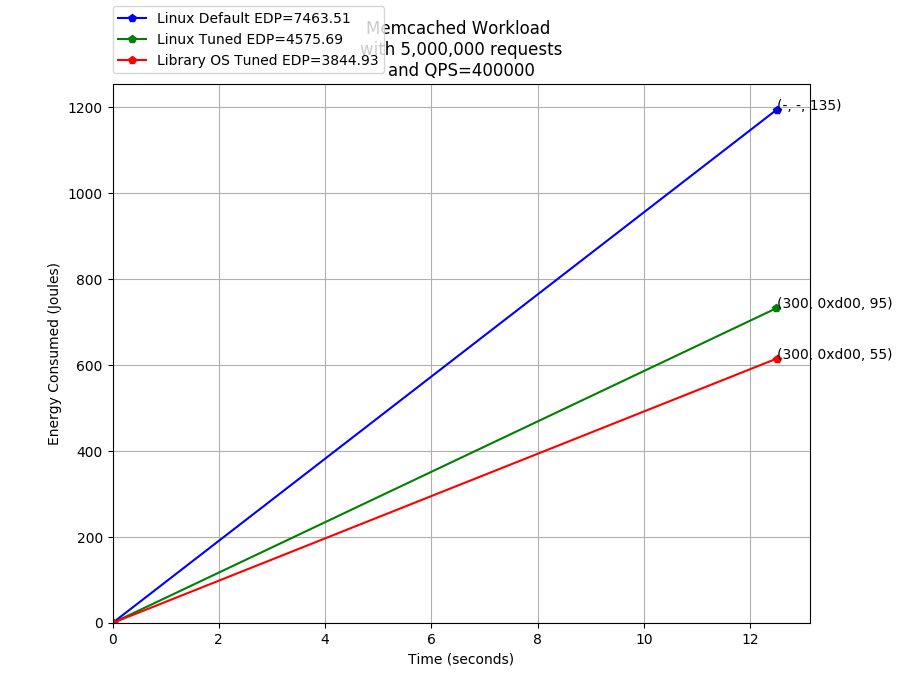 Linux Default EDP=7463.51
Linux Tuned EDP=4575.69
Library OS Tuned EDP=3844.93
Memcached Workload
with 5,000,000 requests
and QPS=400000
1200
1000
800
600
400
200
0
Energy Consumed (Joules)
(-, -, 135)
(300, 0xd00, 95)
(300, 0xd00, 55)
0 2 4 6 8 10 12
Time (seconds)